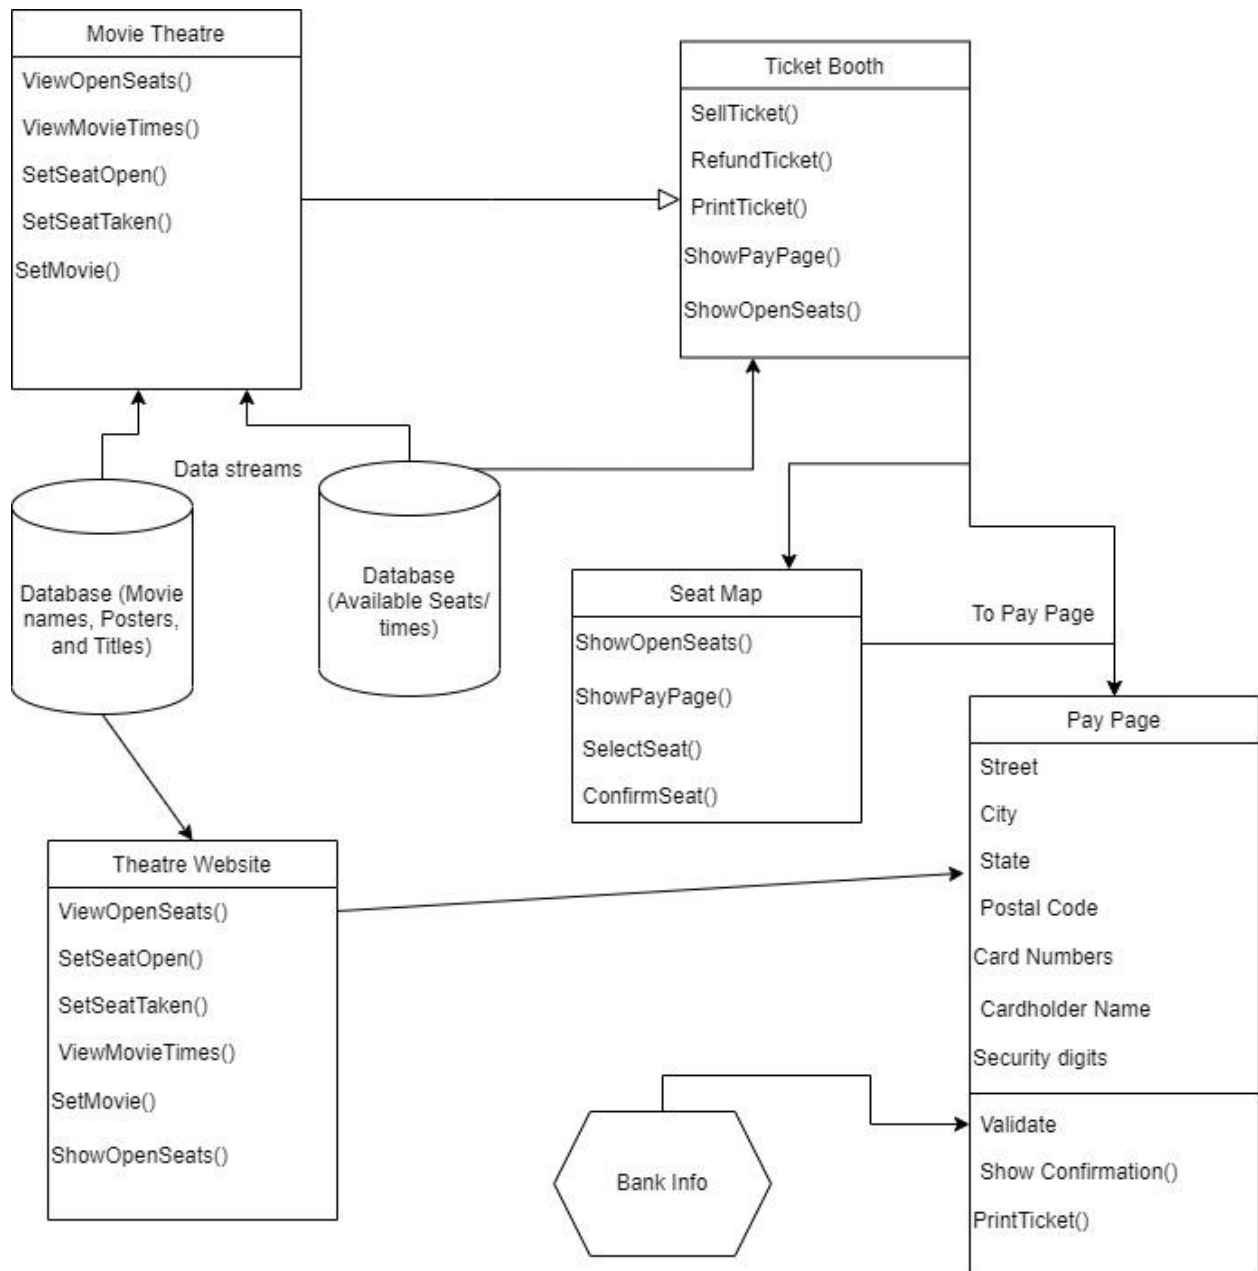 Movie Theatre
ViewOpenSeats()
ViewMovieTimes()
SetSeatOpen()
SetSeatTaken()
SetMovie()
Ticket Booth
SellTicket()
RefundTicket()
PrintTicket()
ShowPayPage()
ShowOpenSeats()
Data streams
Database (Movie
names, Posters,
and Titles)
Database
(Available Seats/
times)
Seat Map
ShowOpenSeats()
ShowPayPage()
SelectSeat()
ConfirmSeat()
To Pay Page
Pay Page
Street
City
State
Postal Code
Card Numbers
Cardholder Name
Security digits
Validate
Show Confirmation()
PrintTicket()
Theatre Website
ViewOpenSeats()
SetSeatOpen()
SetSeatTaken()
ViewMovieTimes()
SetMovie()
ShowOpenSeats()
Bank Info